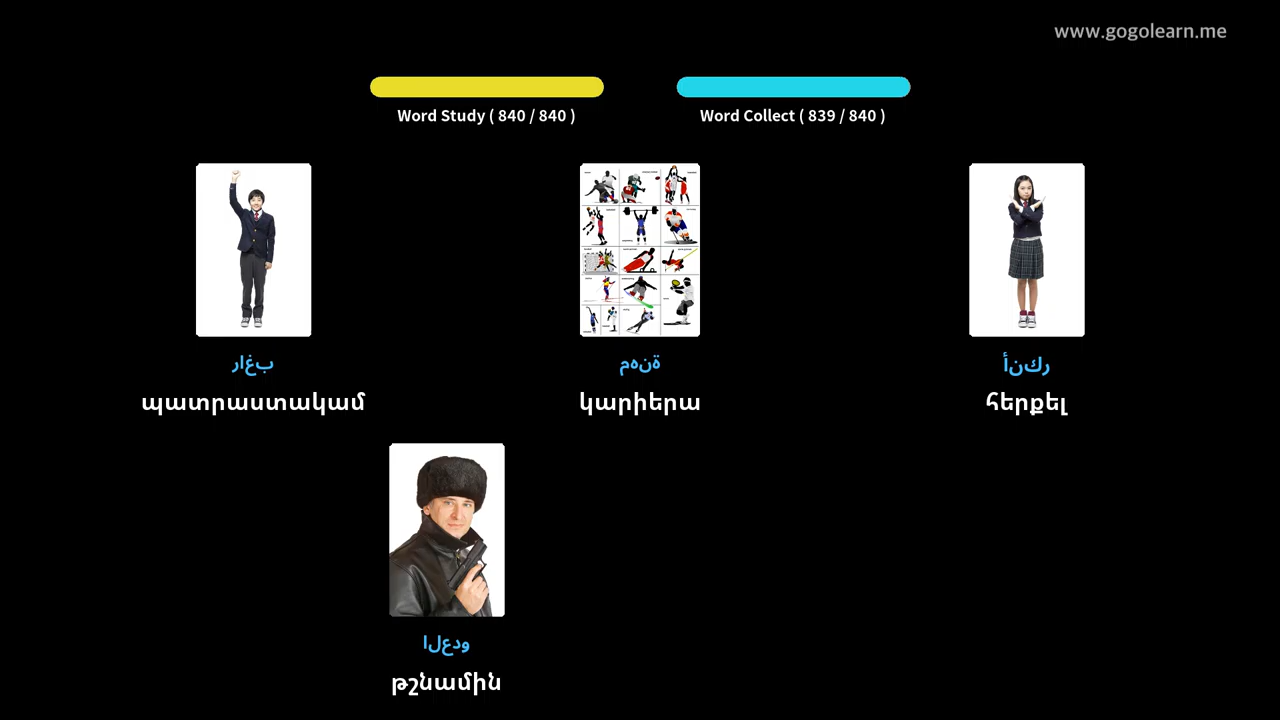 www.gogolearn.me
Word Study ( 840 / 840 )
Word Collect ( 839 / 840 )
راغب
مهنة
أنكر
պատրաստակամ
կարիերա
հերքել
العدو
թշնամին